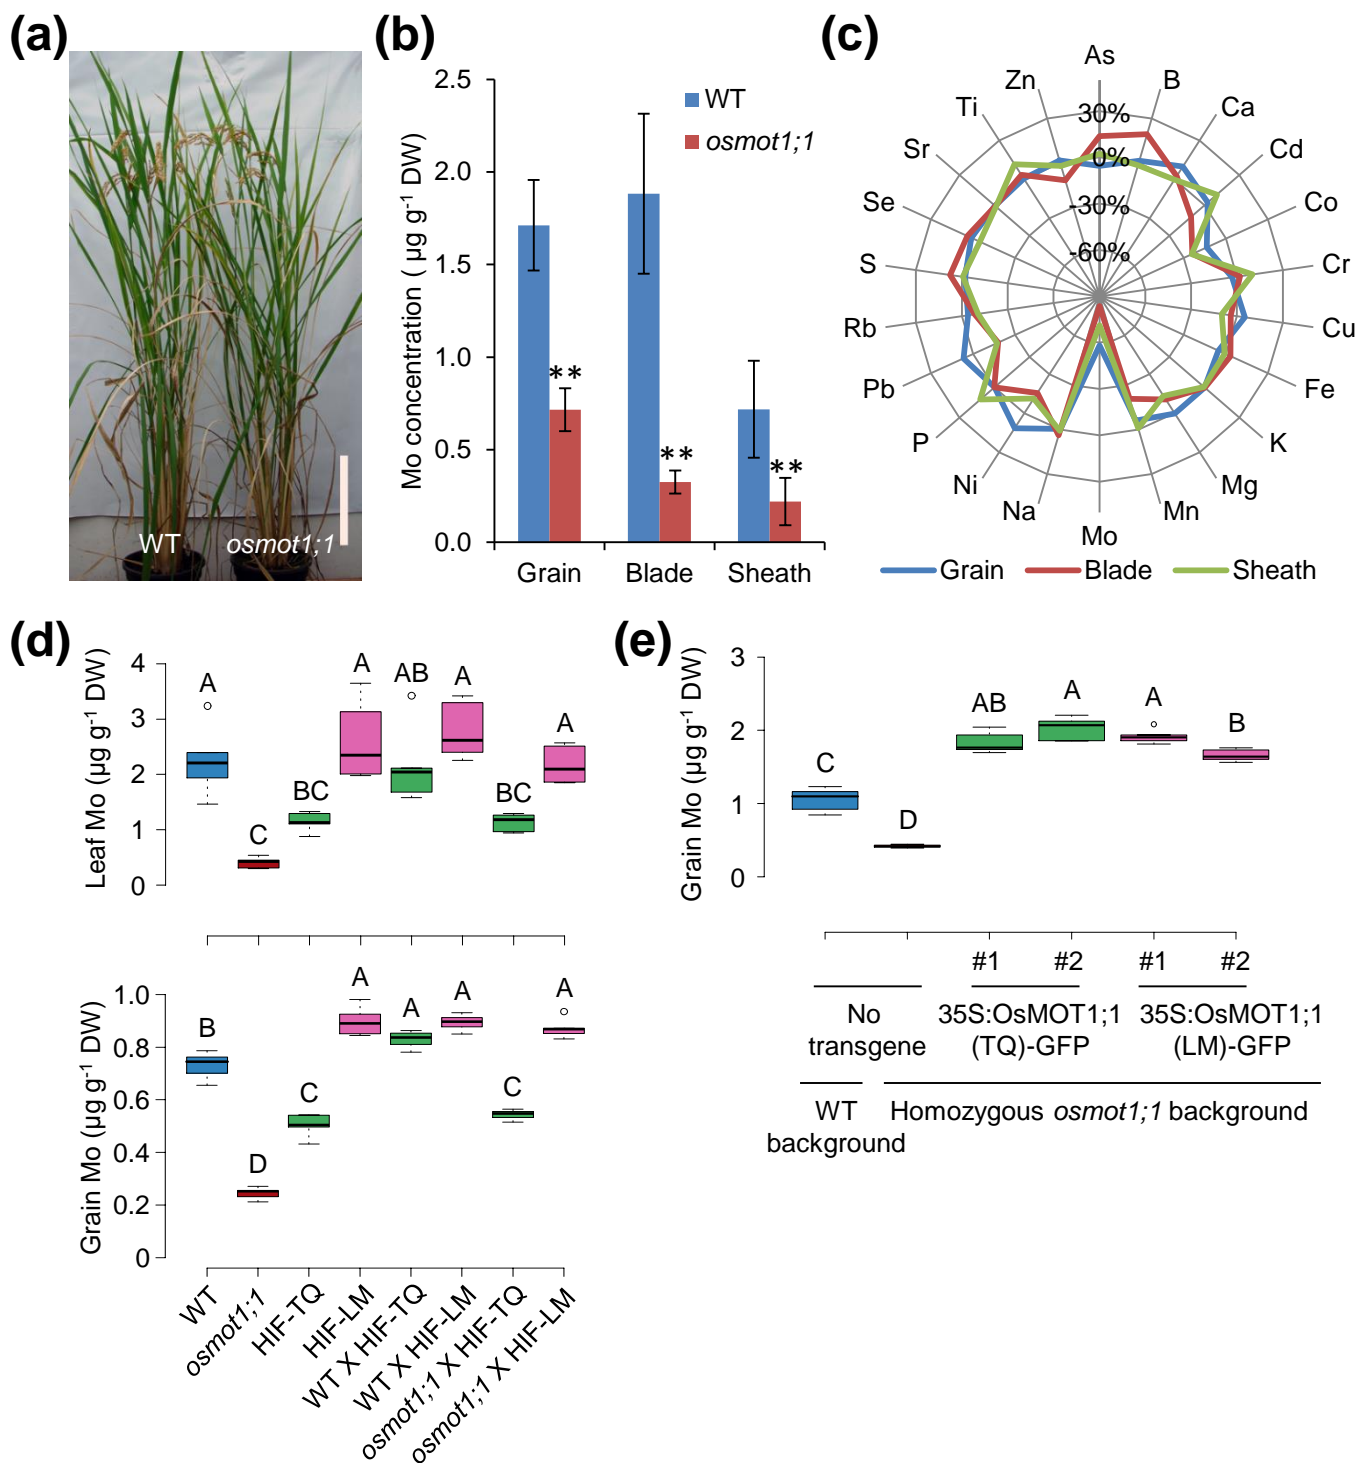 (a)
WT
osmot1;1
(b)
Mo concentration ( µg g-1 DW)
2.5
2.0
1.5
1.0
0.5
0.0
WT
osmot1;1
**
**
**
Grain
Blade
Sheath
(c)
As
B
Ca
Cd
Co
Cr
Cu
Fe
K
Mg
Mn
Mo
Na
Ni
P
Pb
Rb
S
Se
Sr
Ti
Zn
30%
0%
-30%
-60%
Grain
Blade
Sheath
(d)
Leaf Mo (µg g-1 DW)
4
3
2
1
0
A
C
BC
A
AB
A
BC
A
Grain Mo (µg g-1 DW)
1.0
0.8
0.6
0.4
0.2
0
B
D
C
A
A
A
C
A
WT
osmot1;1
HIF-TQ
HIF-LM
WT X HIF-TQ
WT X HIF-LM
osmot1;1 X HIF-TQ
osmot1;1 X HIF-LM
(e)
Grain Mo (µg g-1 DW)
3
2
1
0
C
D
AB
A
A
B
#1
#2
#1
#2
No
transgene
35S:OsMOT1;1
(TQ)-GFP
35S:OsMOT1;1
(LM)-GFP
WT
background
Homozygous osmot1;1 background